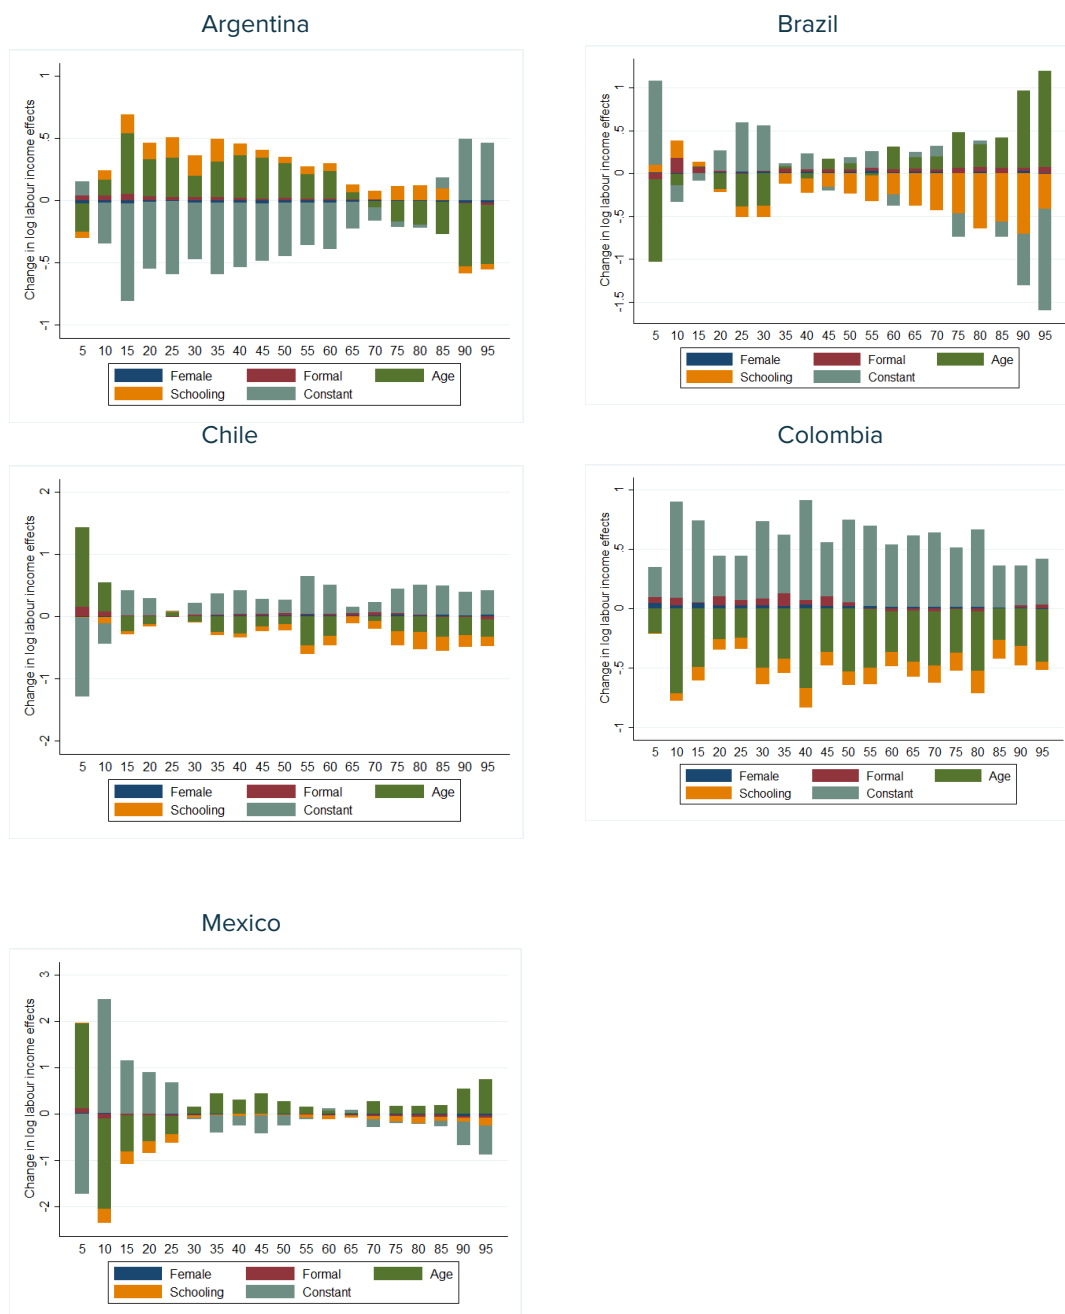 Argentina
Change in log labour income effects
1
.5
0
-.5
-1
5 10 15 20 25 30 35 40 45 50 55 60 65 70 75 80 85 90 95
Female Formal Age
Schooling Constant
Brazil
Change in log labour income effects
1
.5
0
-.5
-1
-1.5
5 10 15 20 25 30 35 40 45 50 55 60 65 70 75 80 85 90 95
Female Formal Age
Schooling Constant
Chile
Change in log labour income effects
2
1
0
-1
-2
5 10 15 20 25 30 35 40 45 50 55 60 65 70 75 80 85 90 95
Female Formal Age
Schooling Constant
Colombia
Change in log labour income effects
1
.5
0
-.5
-1
5 10 15 20 25 30 35 40 45 50 55 60 65 70 75 80 85 90 95
Female Formal Age
Schooling Constant
Mexico
Change in log labour income effects
3
2
1
0
-1
-2
5 10 15 20 25 30 35 40 45 50 55 60 65 70 75 80 85 90 95
Female Formal Age
Schooling Constant